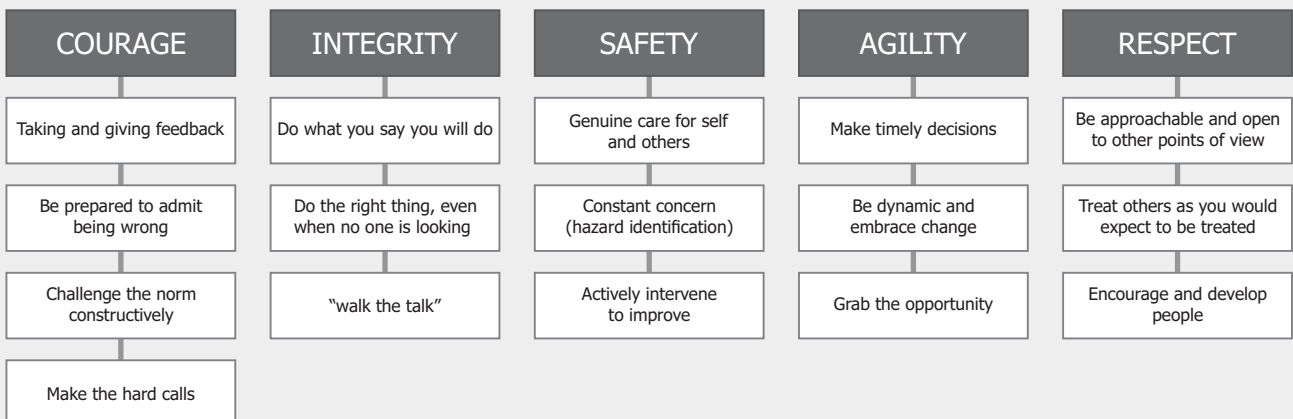 COURAGE
Taking and giving feedback
Be prepared to admit
being wrong
Challenge the norm
constructively
Make the hard calls
INTEGRITY
Do what you say you will do
Do the right thing, even
when no one is looking
“walk the talk”
SAFETY
Genuine care for self
and others
Constant concern
(hazard identification)
Actively intervene
to improve
AGILITY
Make timely decisions
Be dynamic and
embrace change
Grab the opportunity
RESPECT
Be approachable and open
to other points of view
Treat others as you would
expect to be treated
Encourage and develop
people